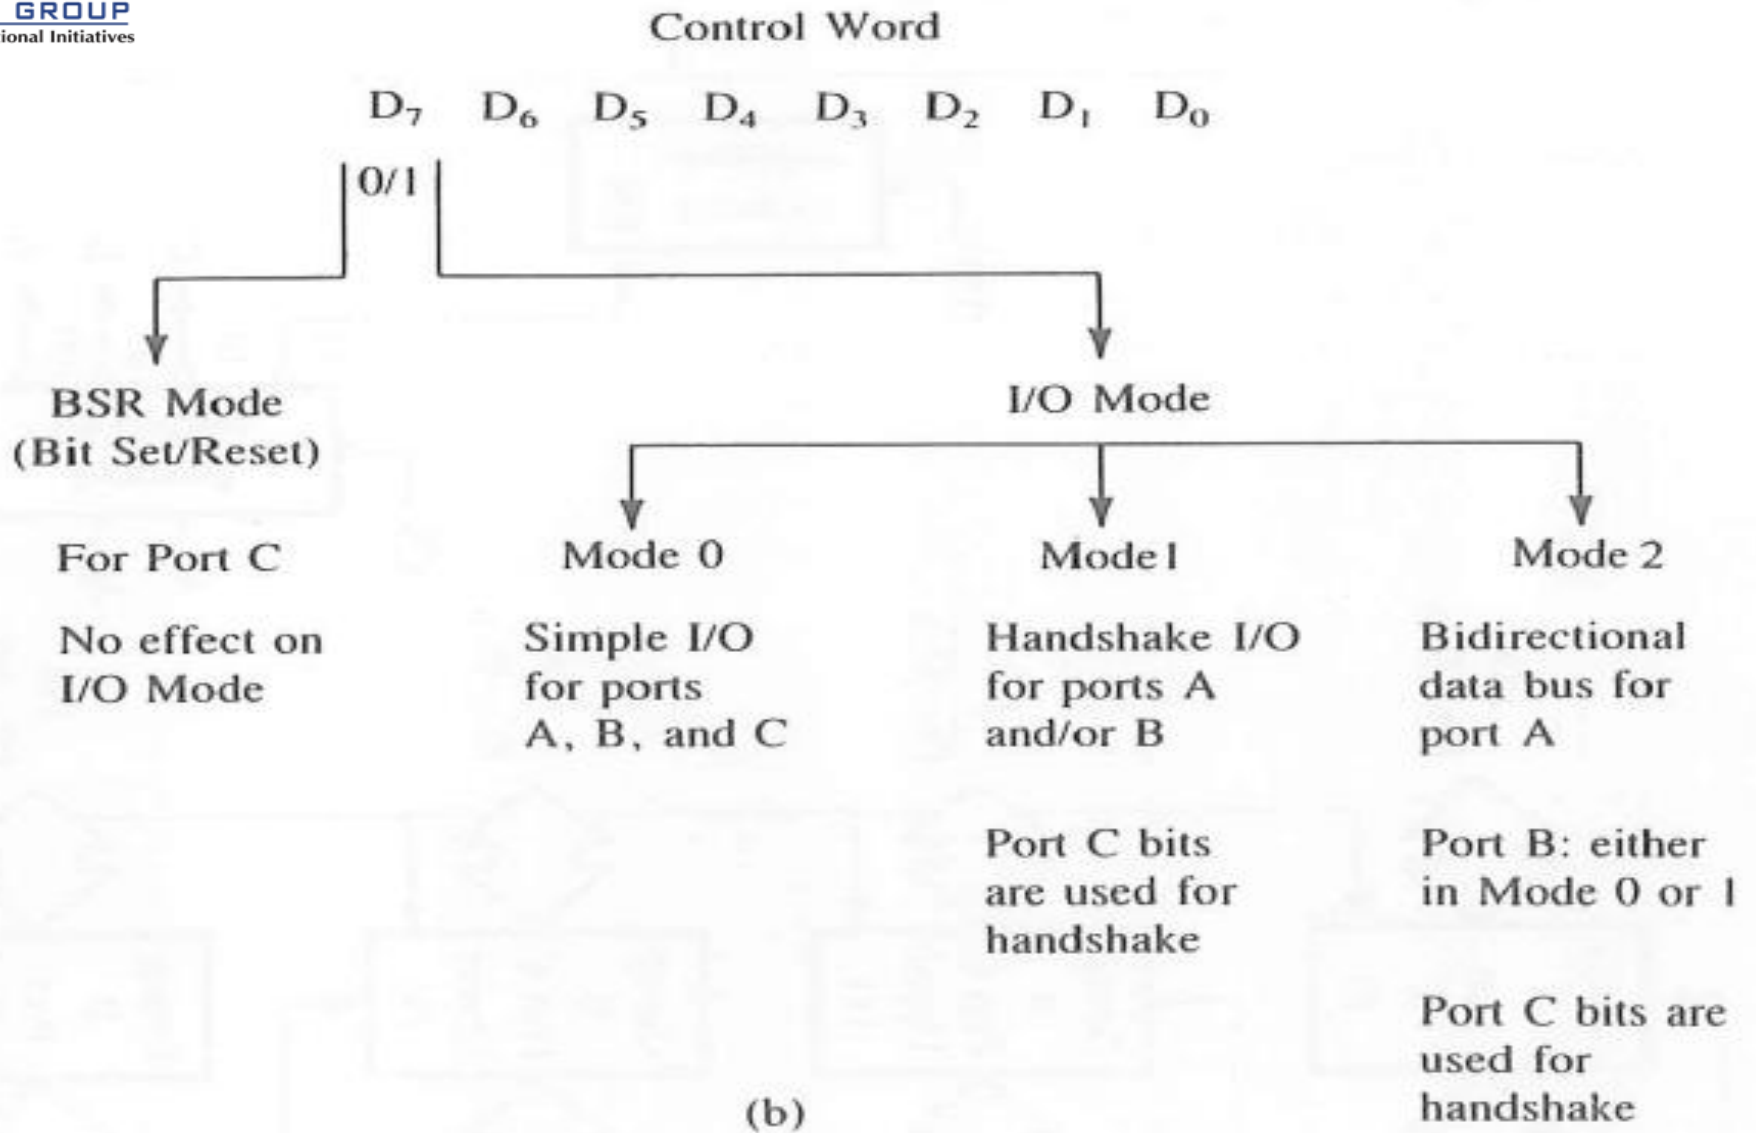 GROUP
ional Initiatives
Control Word
D₇ D₆ D₅ D₄ D₃ D₂ D₁ D₀
0/1
BSR Mode
(Bit Set/Reset)
For Port C
No effect on
I/O Mode
I/O Mode
Mode 0
Simple I/O
for ports
A, B, and C
Mode 1
Handshake I/O
for ports A
and/or B
Port C bits
are used for
handshake
Mode 2
Bidirectional
data bus for
port A
Port B: either
in Mode 0 or 1
Port C bits are
used for
handshake
(b)